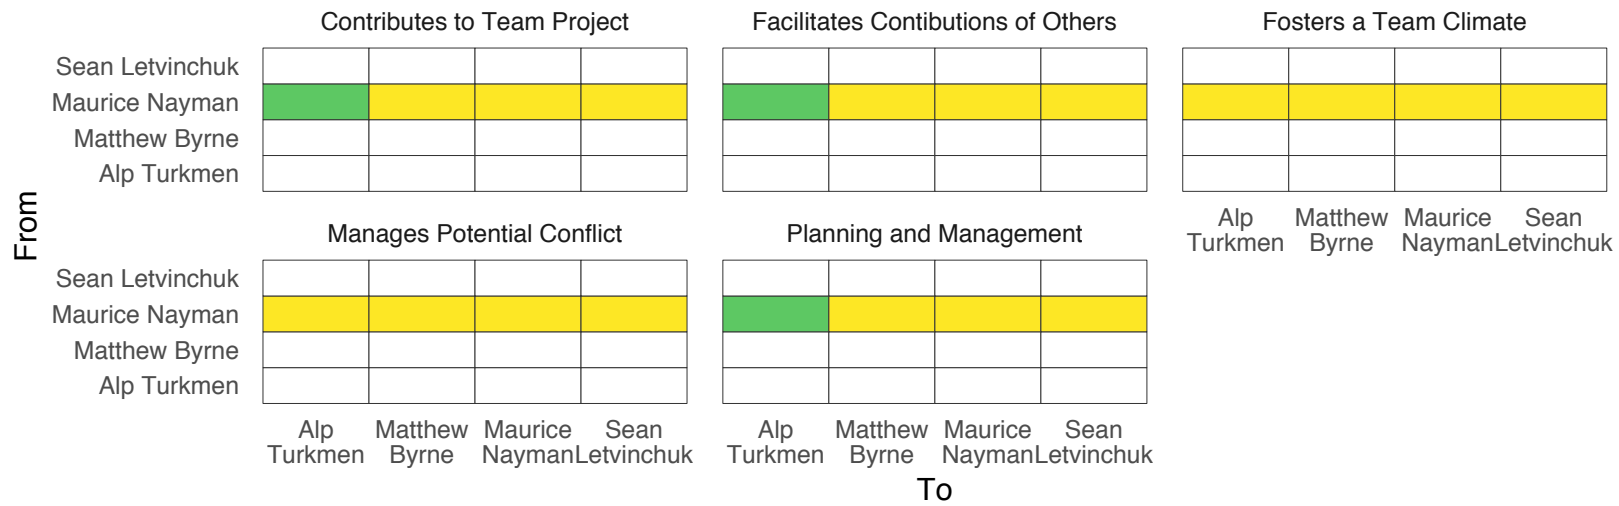 Contributes to Team Project
Facilitates Contibutions of Others
Fosters a Team Climate
Sean Letvinchuk
Maurice Nayman
Matthew Byrne
Alp Turkmen
Alp
Turkmen
Matthew
Byrne
Maurice
Nayman
Sean
Letvinchuk
From
Manages Potential Conflict
Planning and Management
Sean Letvinchuk
Maurice Nayman
Matthew Byrne
Alp Turkmen
Alp
Turkmen
Matthew
Byrne
Maurice
Nayman
Sean
Letvinchuk
Alp
Turkmen
Matthew
Byrne
Maurice
Nayman
Sean
Letvinchuk
To